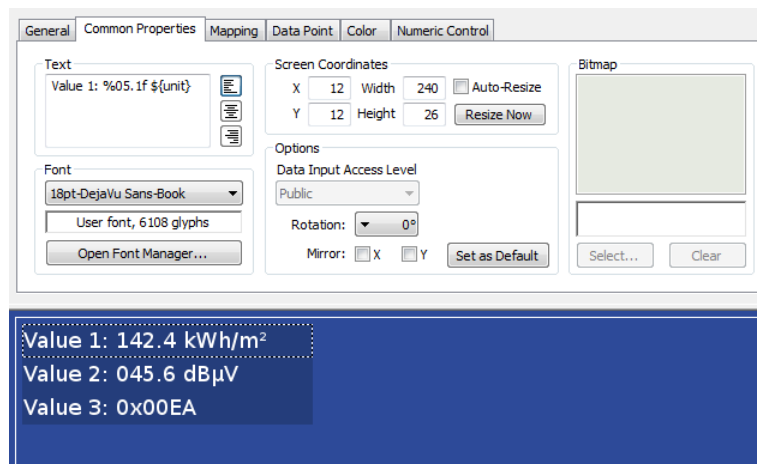 General Common Properties Mapping Data Point Color Numeric Control
Text
Value 1: %05.1f ${unit}
Font
18pt-DejaVu Sans-Book
User font, 6108 glyphs
Open Font Manager...
Screen Coordinates
X 12 Width 240 Auto-Resize
Y 12 Height 26 Resize Now
Options
Data Input Access Level
Public
Rotation: 0°
Mirror: X Y Set as Default
Bitmap
Select... Clear
Value 1: 142.4 kWh/m²
Value 2: 045.6 dBµV
Value 3: 0x00EA